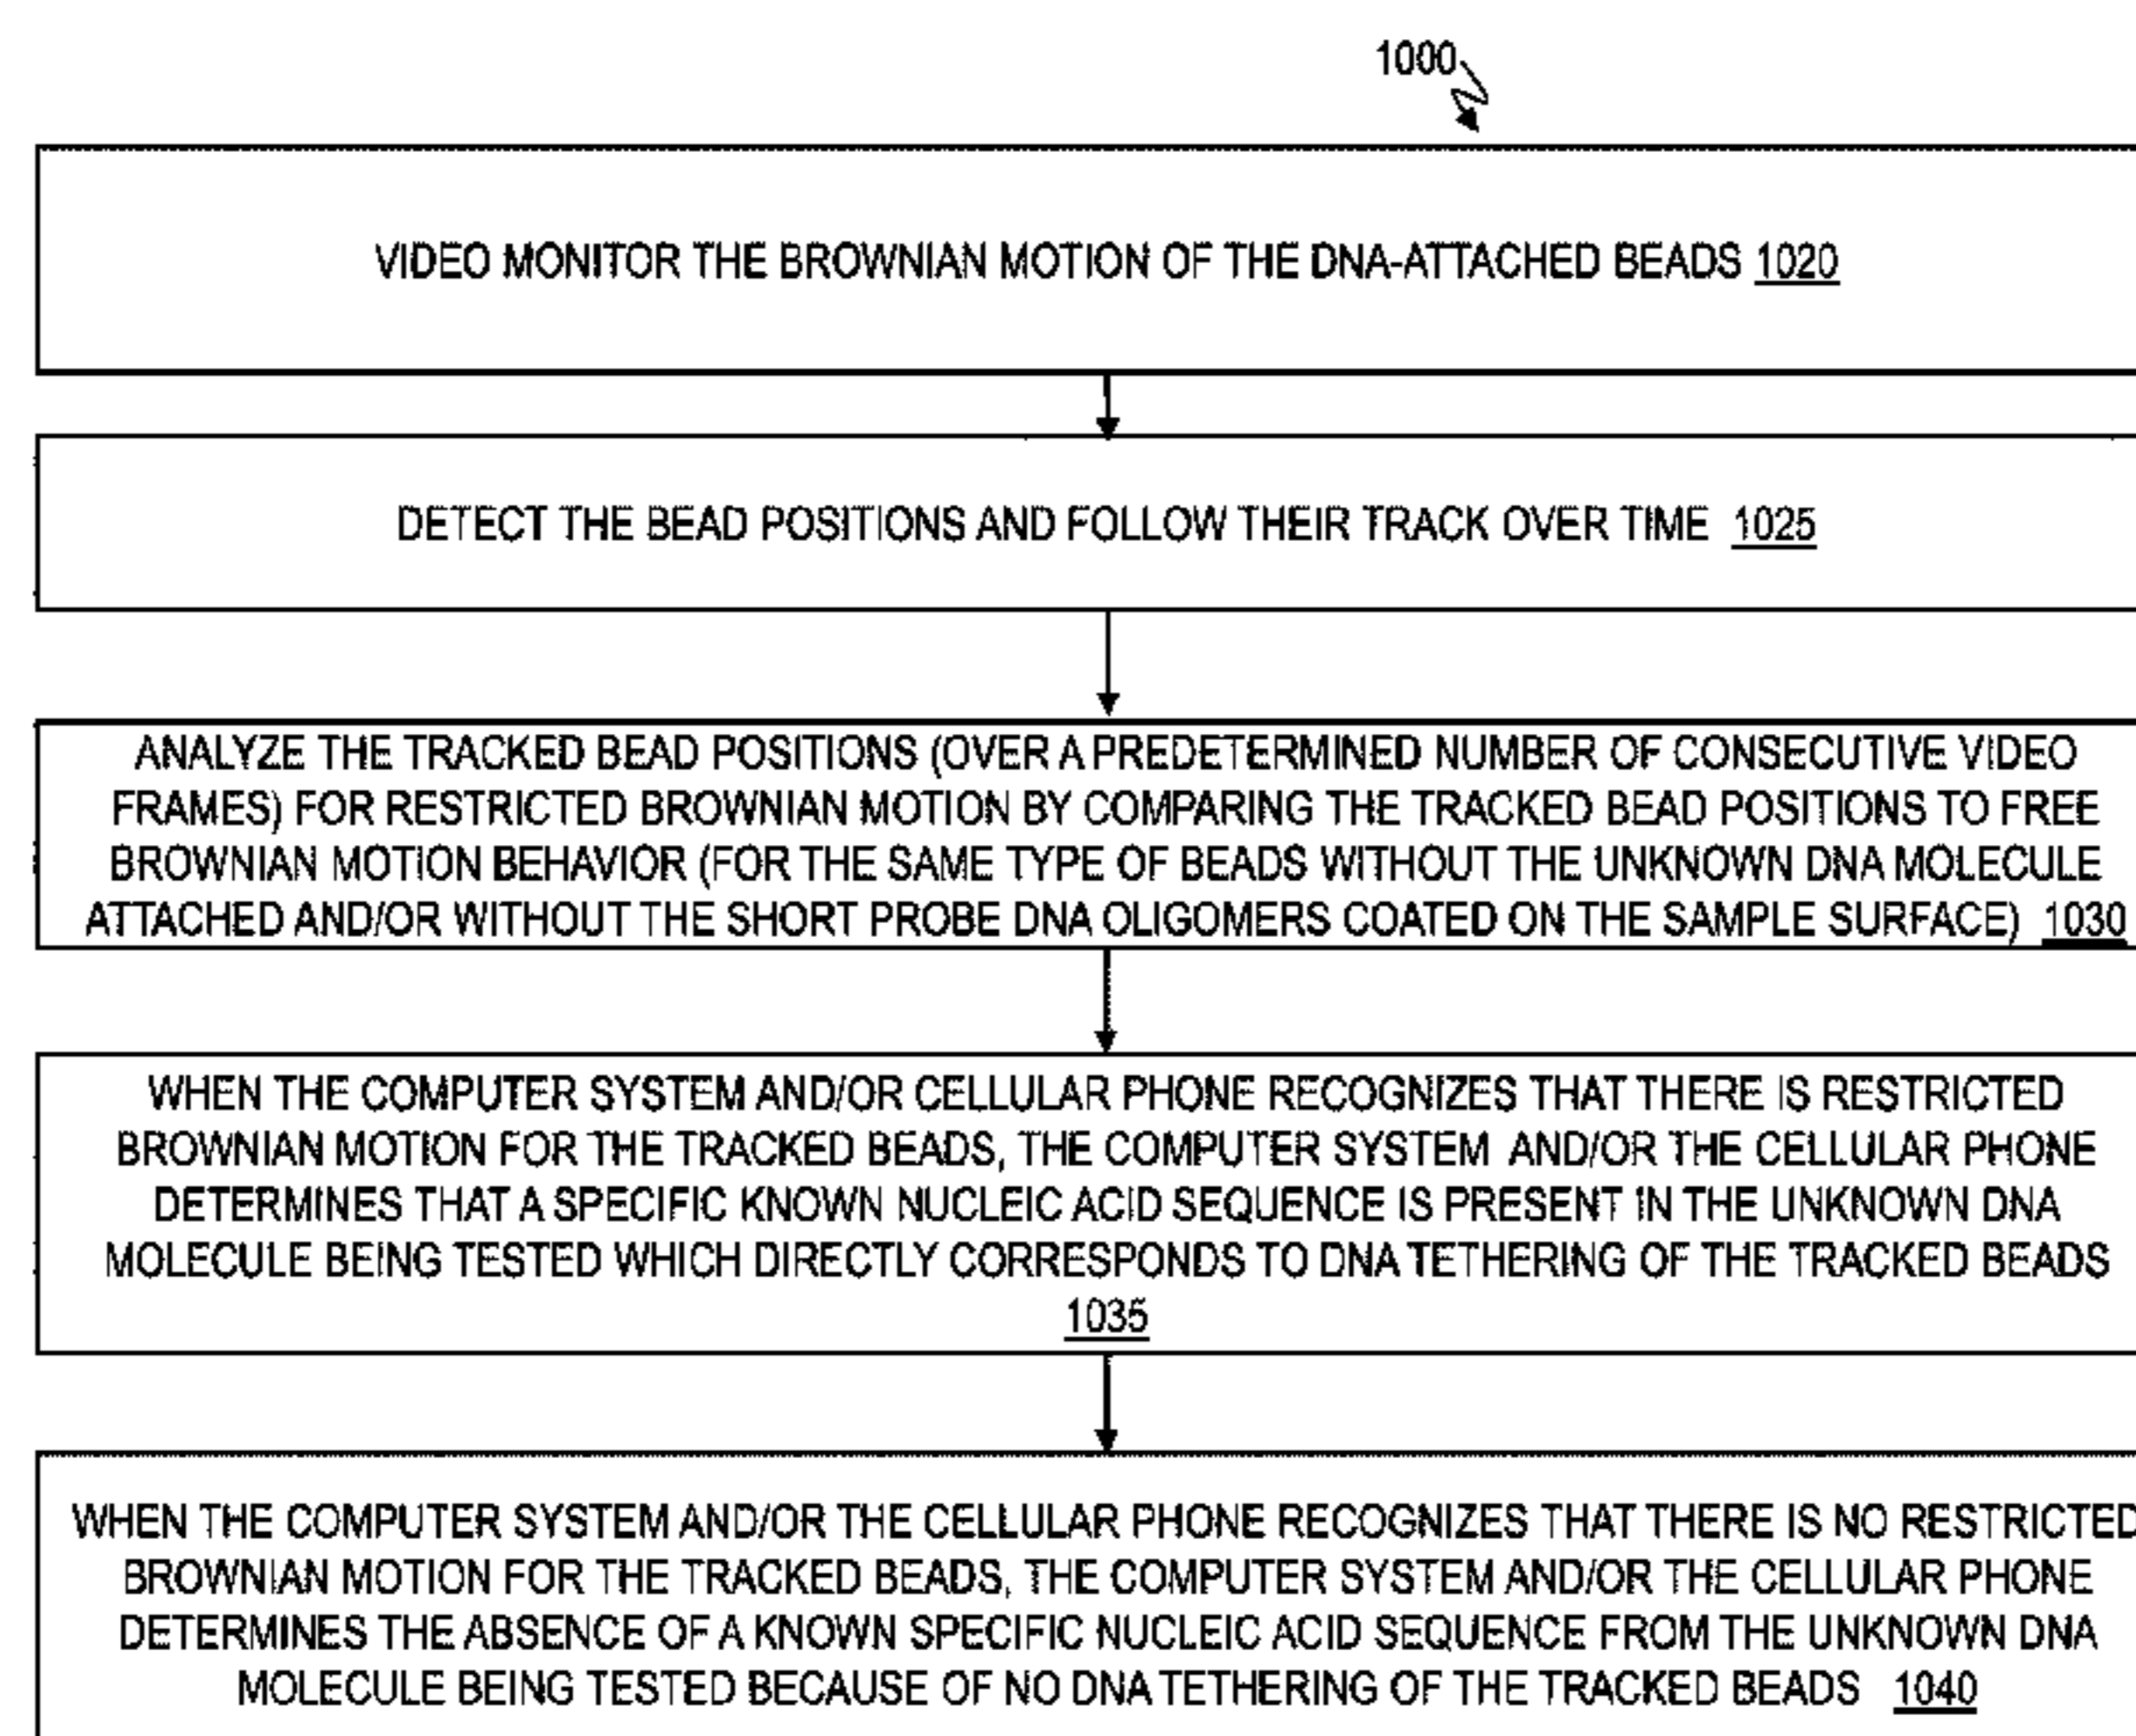 1000
VIDEO MONITOR THE BROWNIAN MOTION OF THE DNA-ATTACHED BEADS 1020
DETECT THE BEAD POSITIONS AND FOLLOW THEIR TRACK OVER TIME 1025
ANALYZE THE TRACKED BEAD POSITIONS (OVER A PREDETERMINED NUMBER OF CONSECUTIVE VIDEO
FRAMES) FOR RESTRICTED BROWNIAN MOTION BY COMPARING THE TRACKED BEAD POSITIONS TO FREE
BROWNIAN MOTION BEHAVIOR (FOR THE SAME TYPE OF BEADS WITHOUT THE UNKNOWN DNA MOLECULE
ATTACHED AND/OR WITHOUT THE SHORT PROBE DNA OLIGOMERS COATED ON THE SAMPLE SURFACE) 1030
WHEN THE COMPUTER SYSTEM AND/OR CELLULAR PHONE RECOGNIZES THAT THERE IS RESTRICTED
BROWNIAN MOTION FOR THE TRACKED BEADS, THE COMPUTER SYSTEM AND/OR THE CELLULAR PHONE
DETERMINES THAT A SPECIFIC KNOWN NUCLEIC ACID SEQUENCE IS PRESENT IN THE UNKNOWN DNA
MOLECULE BEING TESTED WHICH DIRECTLY CORRESPONDS TO DNA TETHERING OF THE TRACKED BEADS
1035
WHEN THE COMPUTER SYSTEM AND/OR THE CELLULAR PHONE RECOGNIZES THAT THERE IS NO RESTRICTED
BROWNIAN MOTION FOR THE TRACKED BEADS, THE COMPUTER SYSTEM AND/OR THE CELLULAR PHONE
DETERMINES THE ABSENCE OF A KNOWN SPECIFIC NUCLEIC ACID SEQUENCE FROM THE UNKNOWN DNA
MOLECULE BEING TESTED BECAUSE OF NO DNA TETHERING OF THE TRACKED BEADS 1040